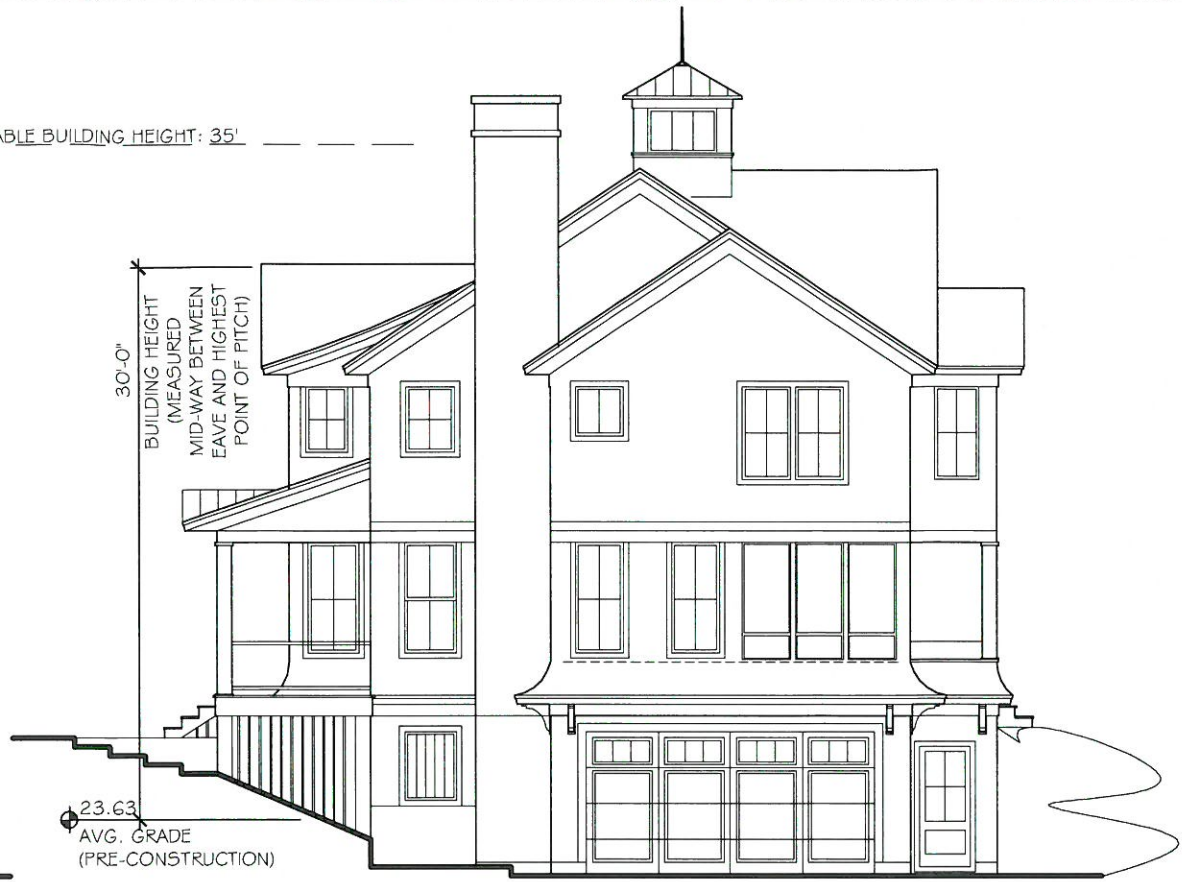 ABLE BUILDING HEIGHT: 35'
30'-0"
BUILDING HEIGHT
(MEASURED
MID-WAY BETWEEN
EAVE AND HIGHEST
POINT OF PITCH)
23.63
AVG. GRADE
(PRE-CONSTRUCTION)